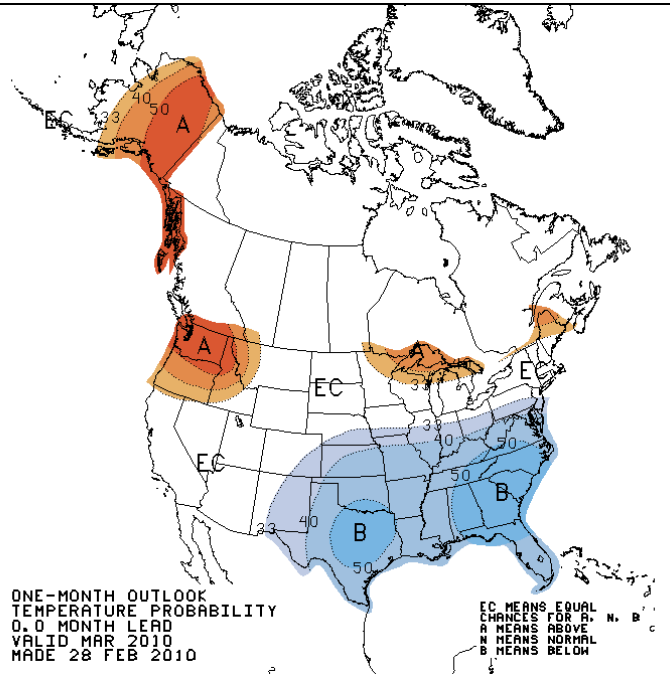 EC
33
40
50
A
A
A
33
EC
EC
EC
33
40
50
50
B
B
33
40
50
ONE-MONTH OUTLOOK
TEMPERATURE PROBABILITY
0.0 MONTH LEAD
VALID MAR 2010
MADE 28 FEB 2010
EC MEANS EQUAL
CHANCES FOR A, N, B
A MEANS ABOVE
N MEANS NORMAL
B MEANS BELOW